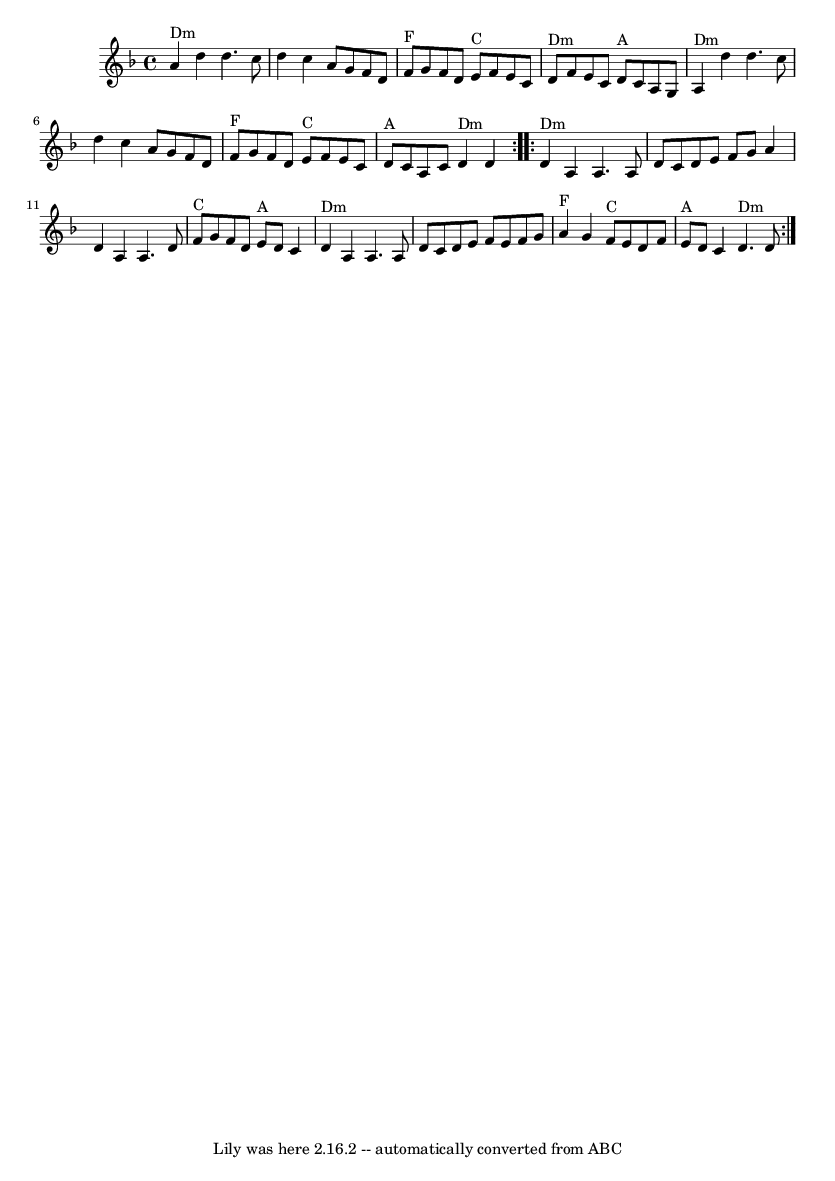 Dm F C Dm A Dm
6
F C A Dm Dm
11
C A Dm F C A Dm
Lily was here 2.16.2 -- automatically converted from ABC